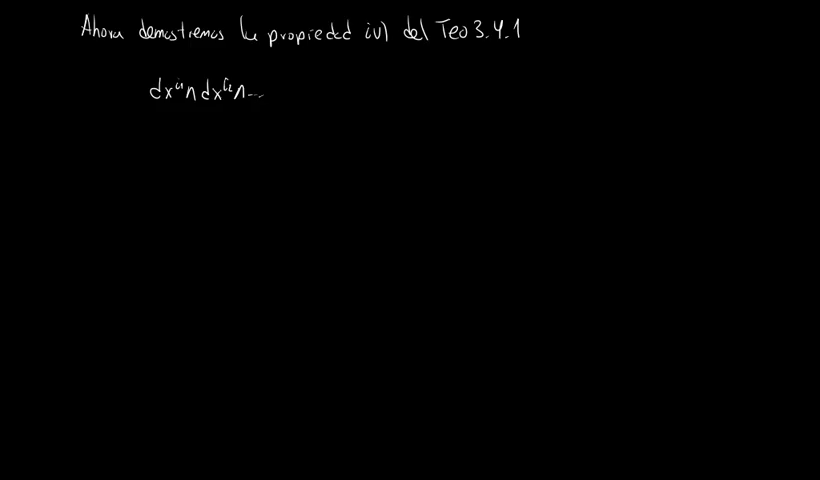 Ahora demostremos la propiedad iv) del Teo 3.4.1
dx^{i_1} ∧ dx^{i_2} ∧ ...